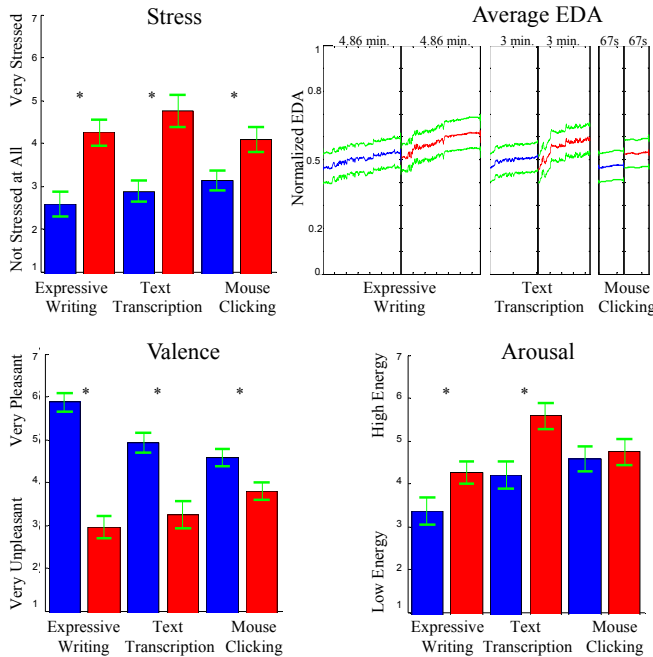 Stress
Very Stressed
Not Stressed at All
7
6
5
4
3
2
1
*
*
*
Expressive Writing
Text Transcription
Mouse Clicking
Average EDA
4.86 min.
4.86 min.
3 min.
3 min.
67s
67s
Normalized EDA
1
0.8
0.5
0.2
0
Expressive Writing
Text Transcription
Mouse Clicking
Valence
Very Pleasant
Very Unpleasant
7
6
5
4
3
2
1
*
*
*
Expressive Writing
Text Transcription
Mouse Clicking
Arousal
High Energy
Low Energy
7
6
5
4
3
2
1
*
*
Expressive Writing
Text Transcription
Mouse Clicking